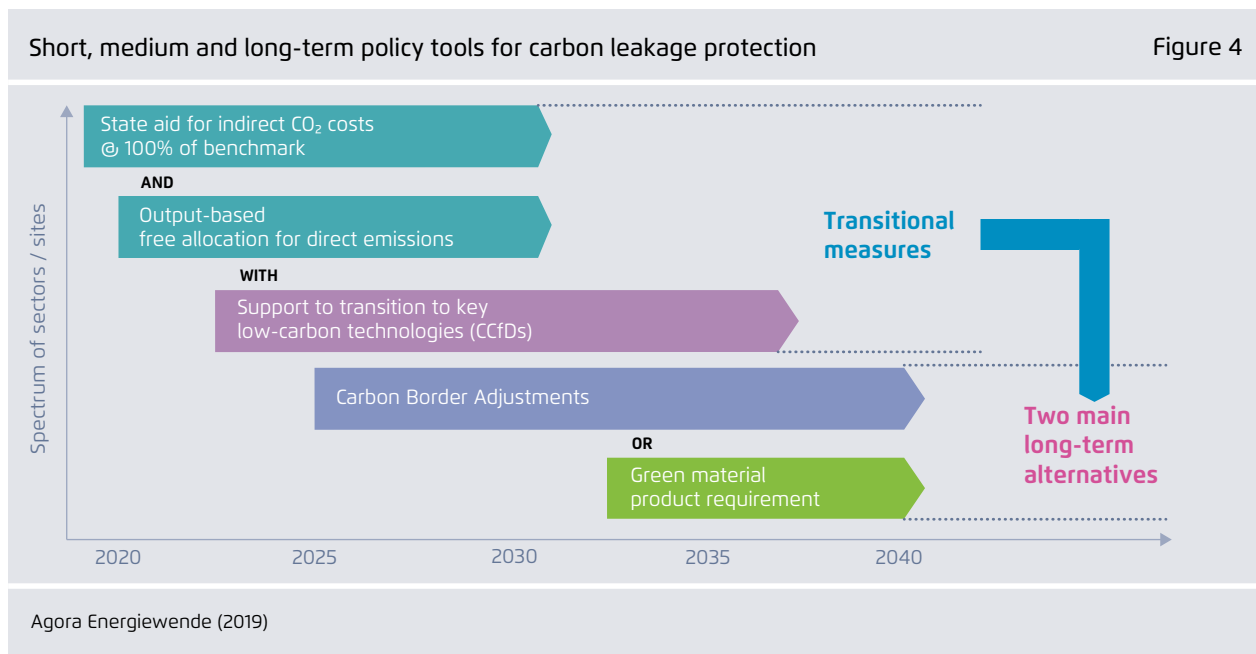 Short, medium and long-term policy tools for carbon leakage protection
Figure 4
Spectrum of sectors / sites
State aid for indirect CO₂ costs
@ 100% of benchmark
AND
Output-based
free allocation for direct emissions
WITH
Support to transition to key
low-carbon technologies (CCfDs)
Carbon Border Adjustments
OR
Green material
product requirement
Transitional
measures
Two main
long-term
alternatives
2020
2025
2030
2035
2040
Agora Energiewende (2019)